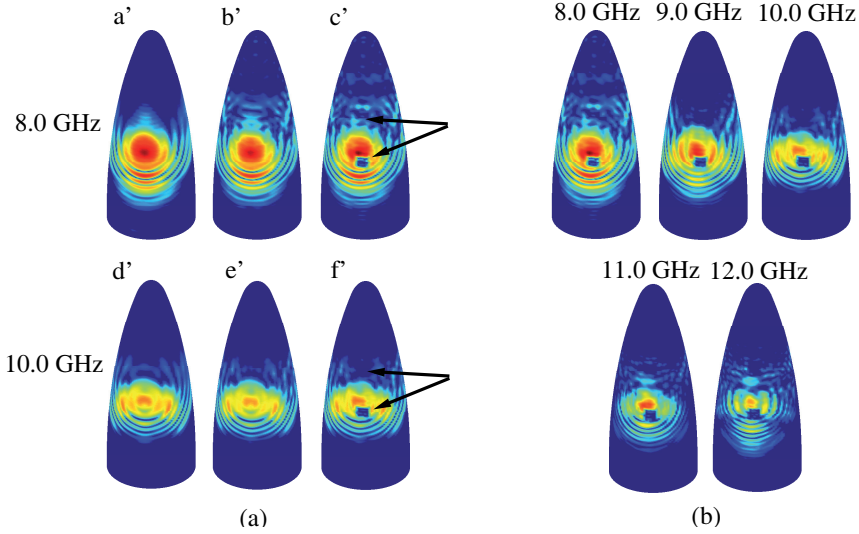 a’ b’ c’
8.0 GHz
d’ e’ f’
10.0 GHz
(a)
8.0 GHz 9.0 GHz 10.0 GHz
11.0 GHz 12.0 GHz
(b)